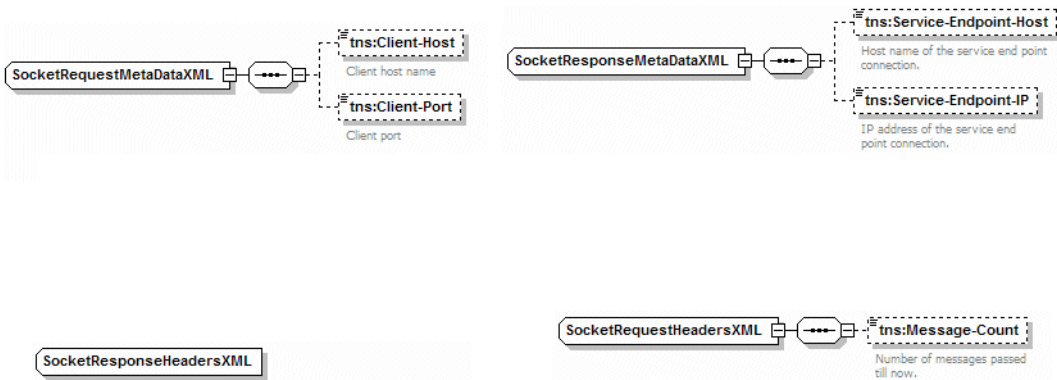 SocketRequestMetaDataXML
tns:Client-Host
Client host name
tns:Client-Port
Client port
SocketResponseMetaDataXML
tns:Service-Endpoint-Host
Host name of the service end point
connection.
tns:Service-Endpoint-IP
IP address of the service end
point connection.
SocketResponseHeadersXML
SocketRequestHeadersXML
tns:Message-Count
Number of messages passed
till now.